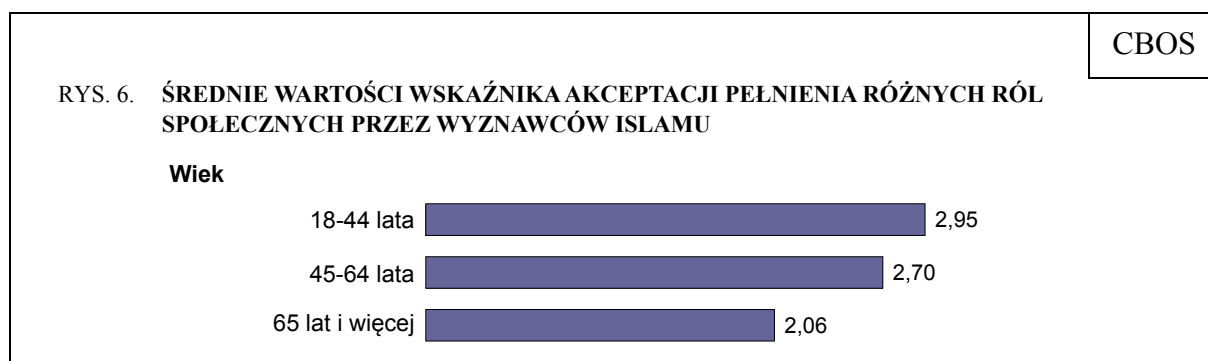 CBOS
RYS. 6. ŚREDNIE WARTOŚCI WSKAŹNIKA AKCEPTACJI PEŁNIENIA RÓŻNYCH RÓL
SPOŁECZNYCH PRZEZ WYZNAWCÓW ISLAMU
Wiek
18-44 lata 2,95
45-64 lata 2,70
65 lat i więcej 2,06